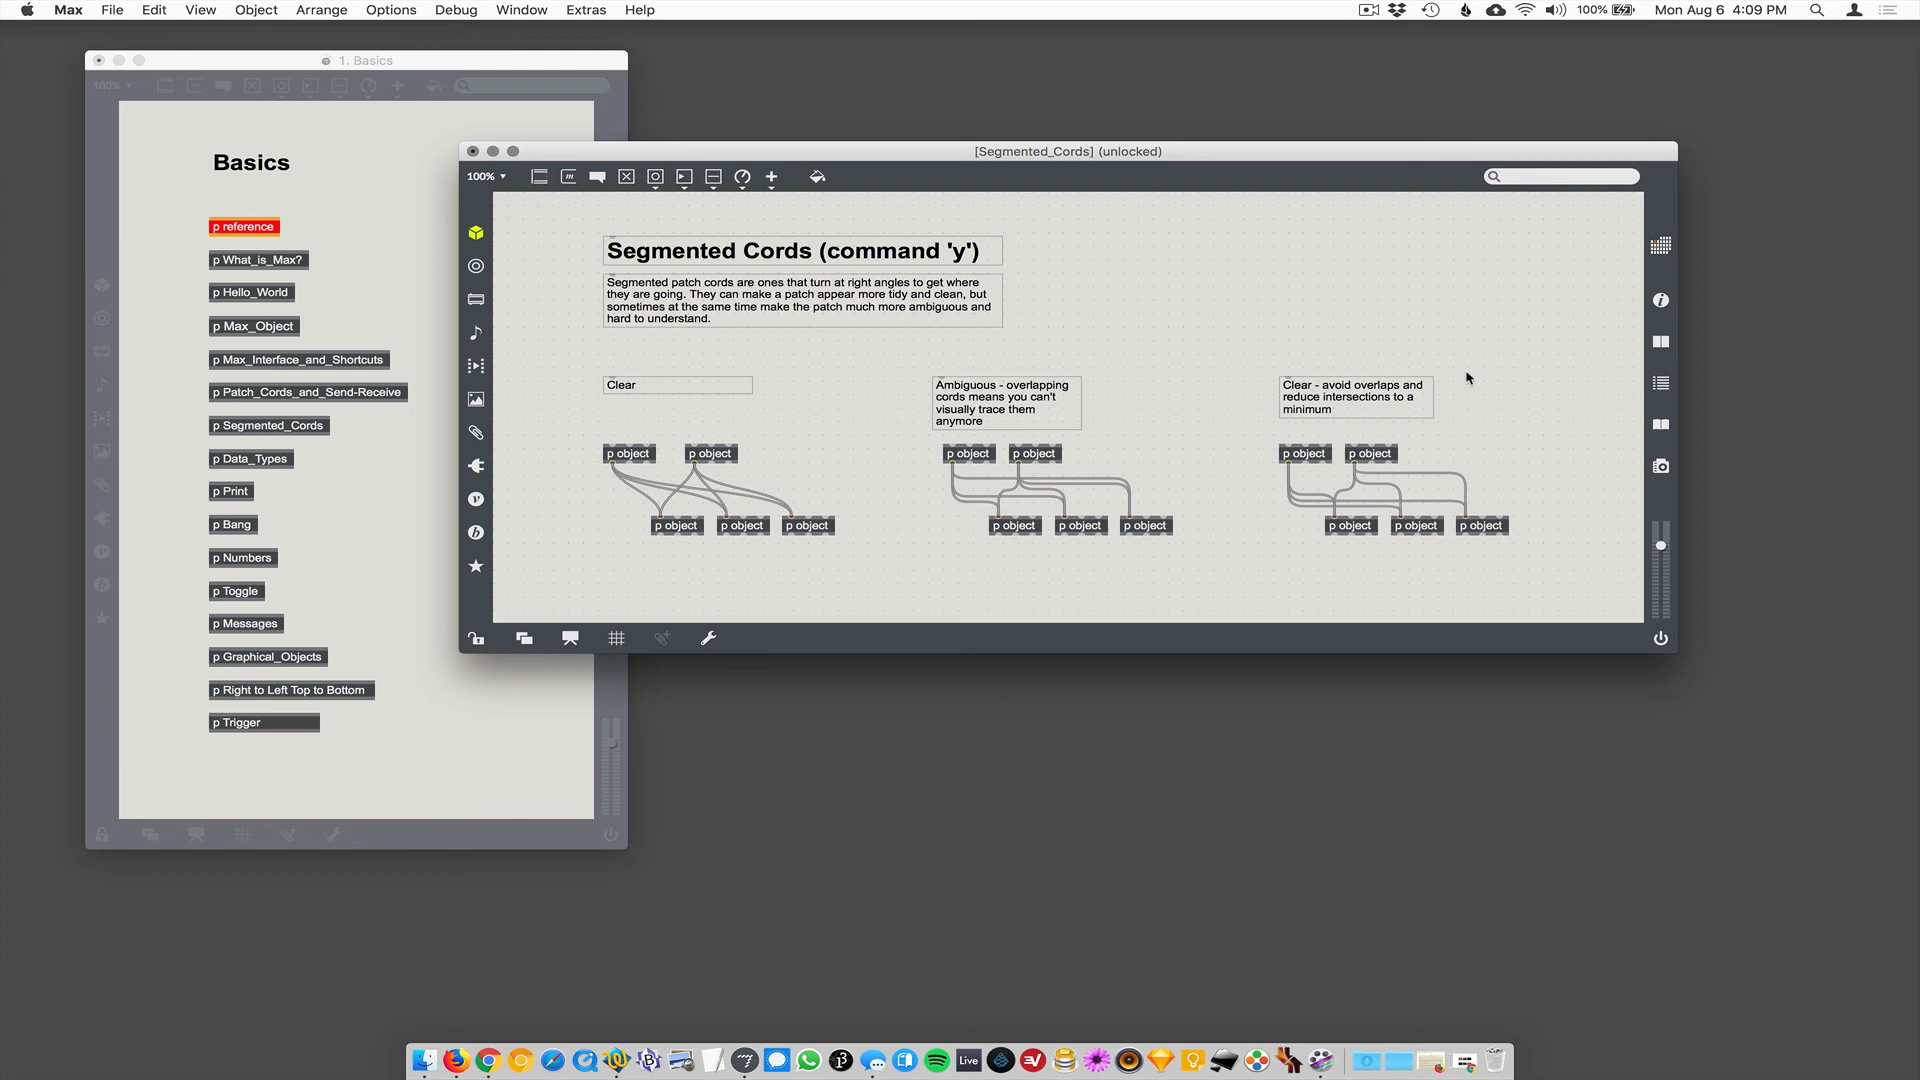 Max File Edit View Object Arrange Options Debug Window Extras Help
100% Mon Aug 6 4:09 PM
1. Basics
100%
Basics
p reference
p What_is_Max?
p Hello_World
p Max_Object
p Max_Interface_and_Shortcuts
p Patch_Cords_and_Send-Receive
p Segmented_Cords
p Data_Types
p Print
p Bang
p Numbers
p Toggle
p Messages
p Graphical_Objects
p Right to Left Top to Bottom
p Trigger
[Segmented_Cords] (unlocked)
100%
Segmented Cords (command 'y')
Segmented patch cords are ones that turn at right angles to get where
they are going. They can make a patch appear more tidy and clean, but
sometimes at the same time make the patch much more ambiguous and
hard to understand.
Clear
p object p object
p object p object p object
Ambiguous - overlapping
cords means you can't
visually trace them
anymore
p object p object
p object p object p object
Clear - avoid overlaps and
reduce intersections to a
minimum
p object p object
p object p object p object
Live